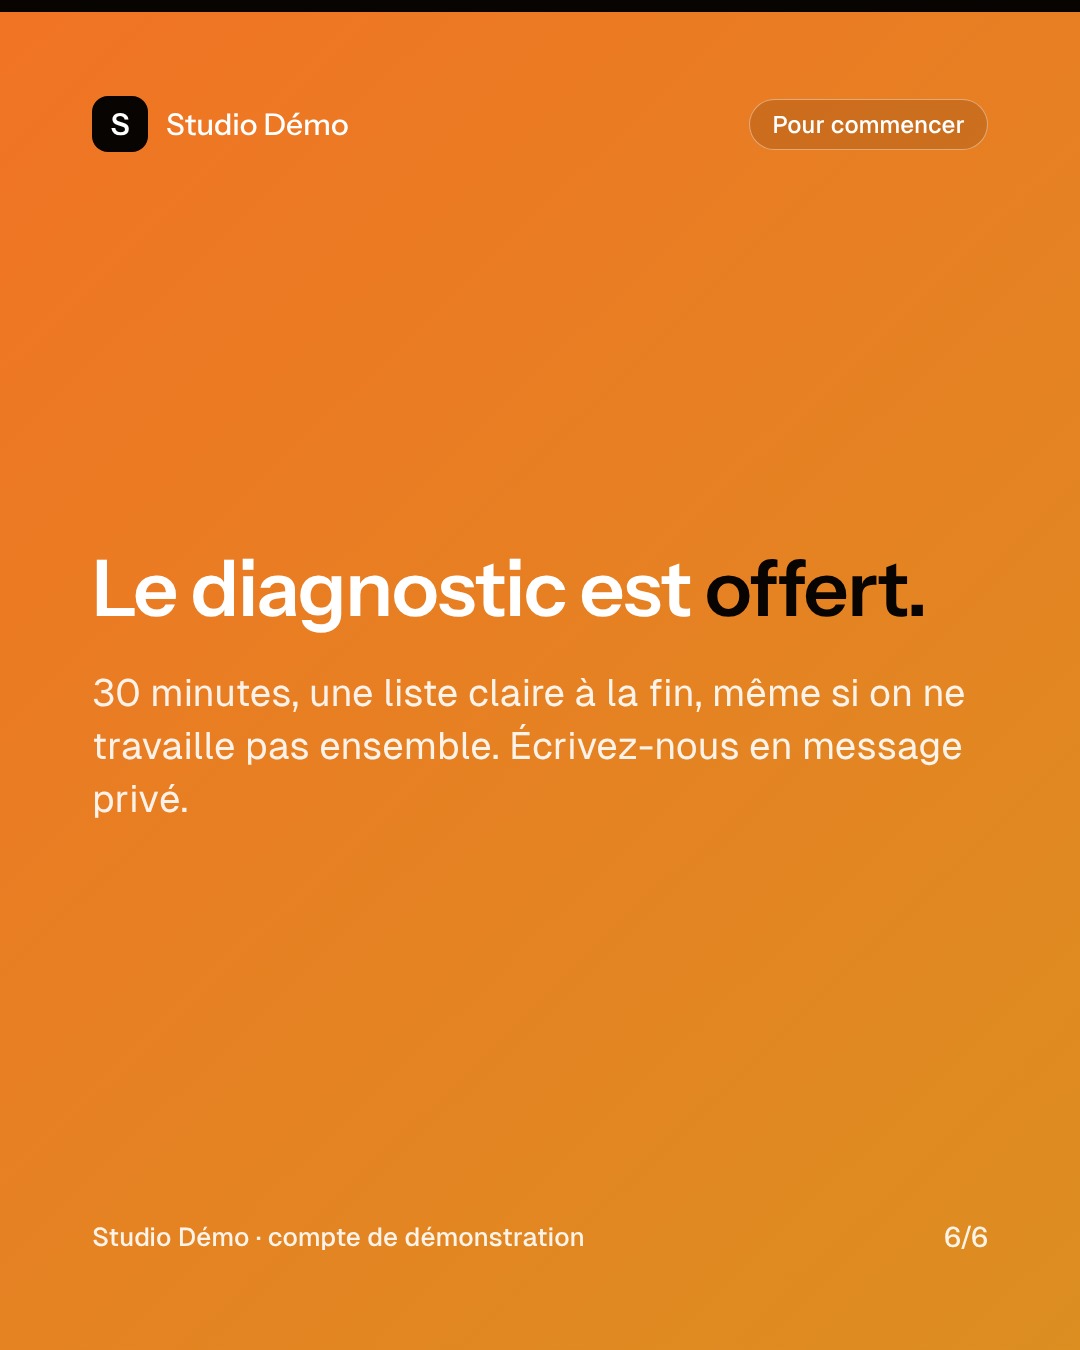 S
Studio Démo
Pour commencer
Le diagnostic est offert.
30 minutes, une liste claire à la fin, même si on ne
travaille pas ensemble. Écrivez-nous en message
privé.
Studio Démo · compte de démonstration
6/6